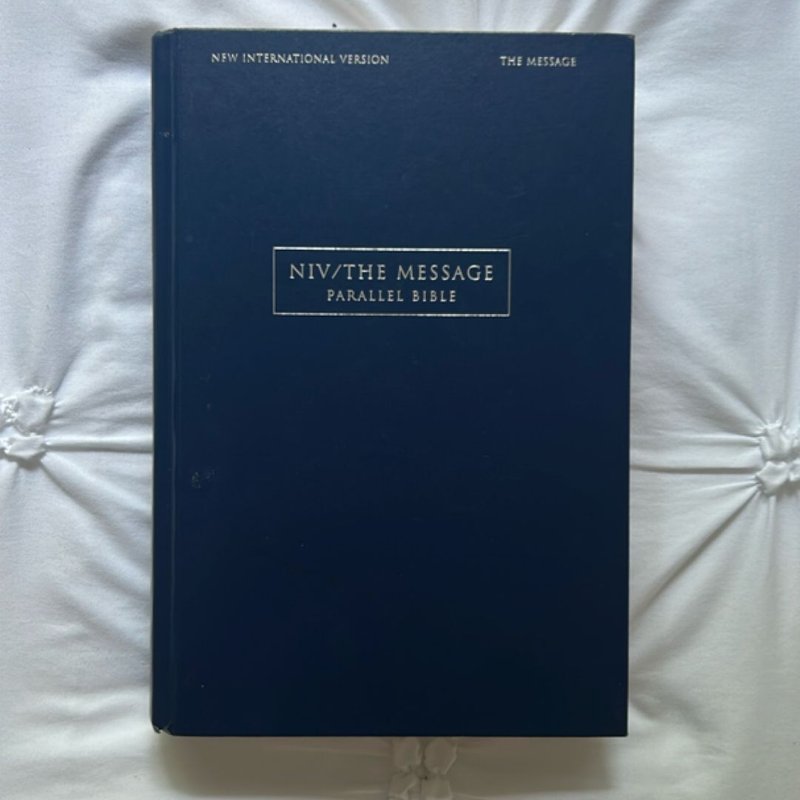 NEW INTERNATIONAL VERSION THE MESSAGE
NIV/THE MESSAGE
PARALLEL BIBLE